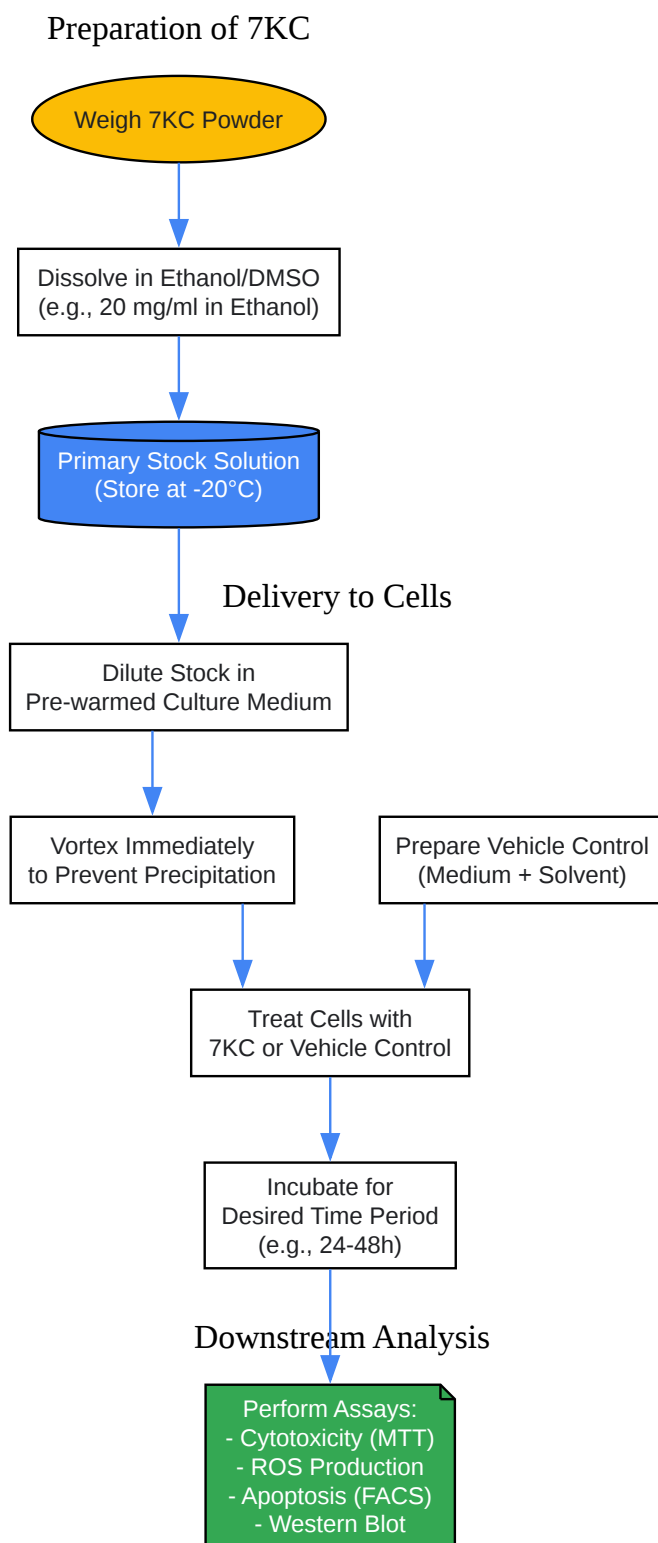 Preparation of 7KC
Weigh 7KC Powder
Dissolve in Ethanol/DMSO
(e.g., 20 mg/ml in Ethanol)
Primary Stock Solution
(Store at -20°C)
Delivery to Cells
Dilute Stock in
Pre-warmed Culture Medium
Vortex Immediately
to Prevent Precipitation
Prepare Vehicle Control
(Medium + Solvent)
Treat Cells with
7KC or Vehicle Control
Incubate for
Desired Time Period
(e.g., 24-48h)
Downstream Analysis
Perform Assays:
- Cytotoxicity (MTT)
- ROS Production
- Apoptosis (FACS)
- Western Blot